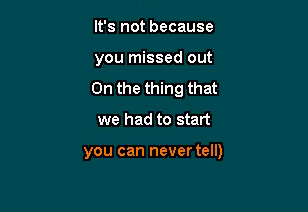 It's not because
you missed out
On the thing that
we had to start
you can never tell)